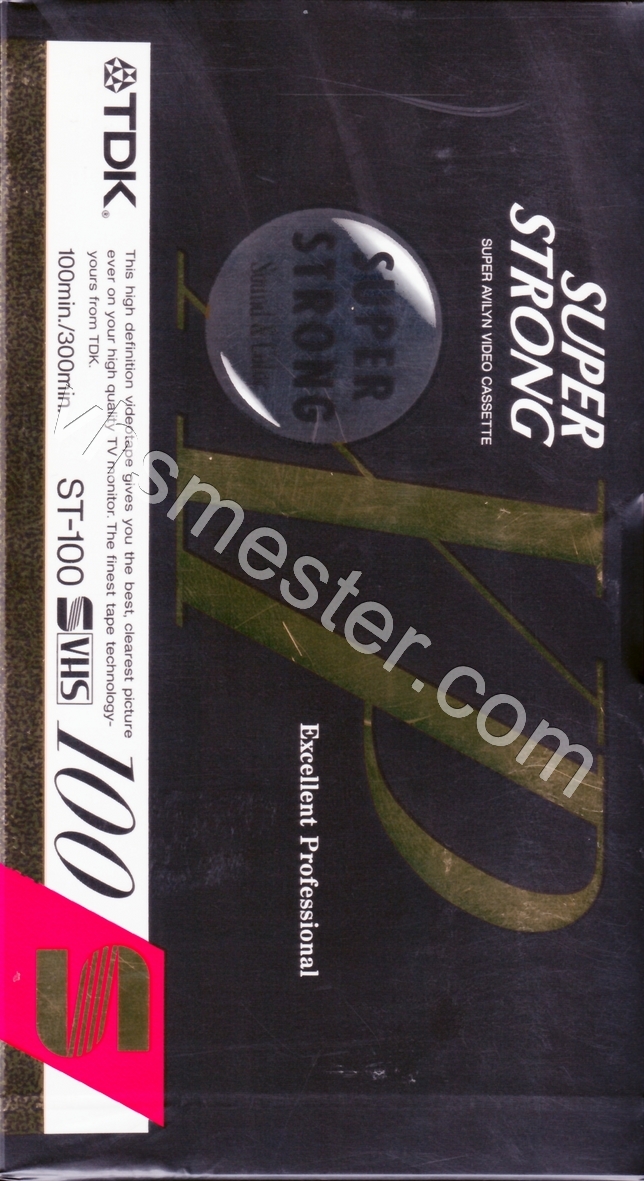 SUPER
STRONG
SUPER AVILYN VIDEO CASSETTE
SUPER
STRONG
XP
Excellent Professional
TDK®
This high definition videotape gives you the best, clearest picture
ever on your high quality TV monitor. The finest tape technology-
yours from TDK.
100min./300min.
ST-100 S VHS
100
S
smester.com